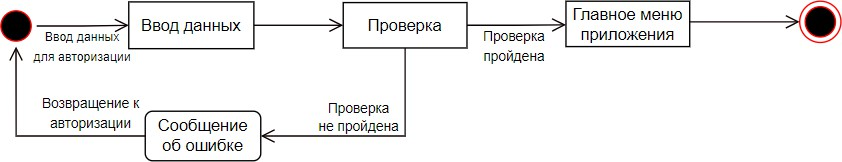 Ввод данных
для авторизации
Ввод данных
Проверка
Проверка
пройдена
Главное меню
приложения
Возвращение к
авторизации
Сообщение
об ошибке
Проверка
не пройдена